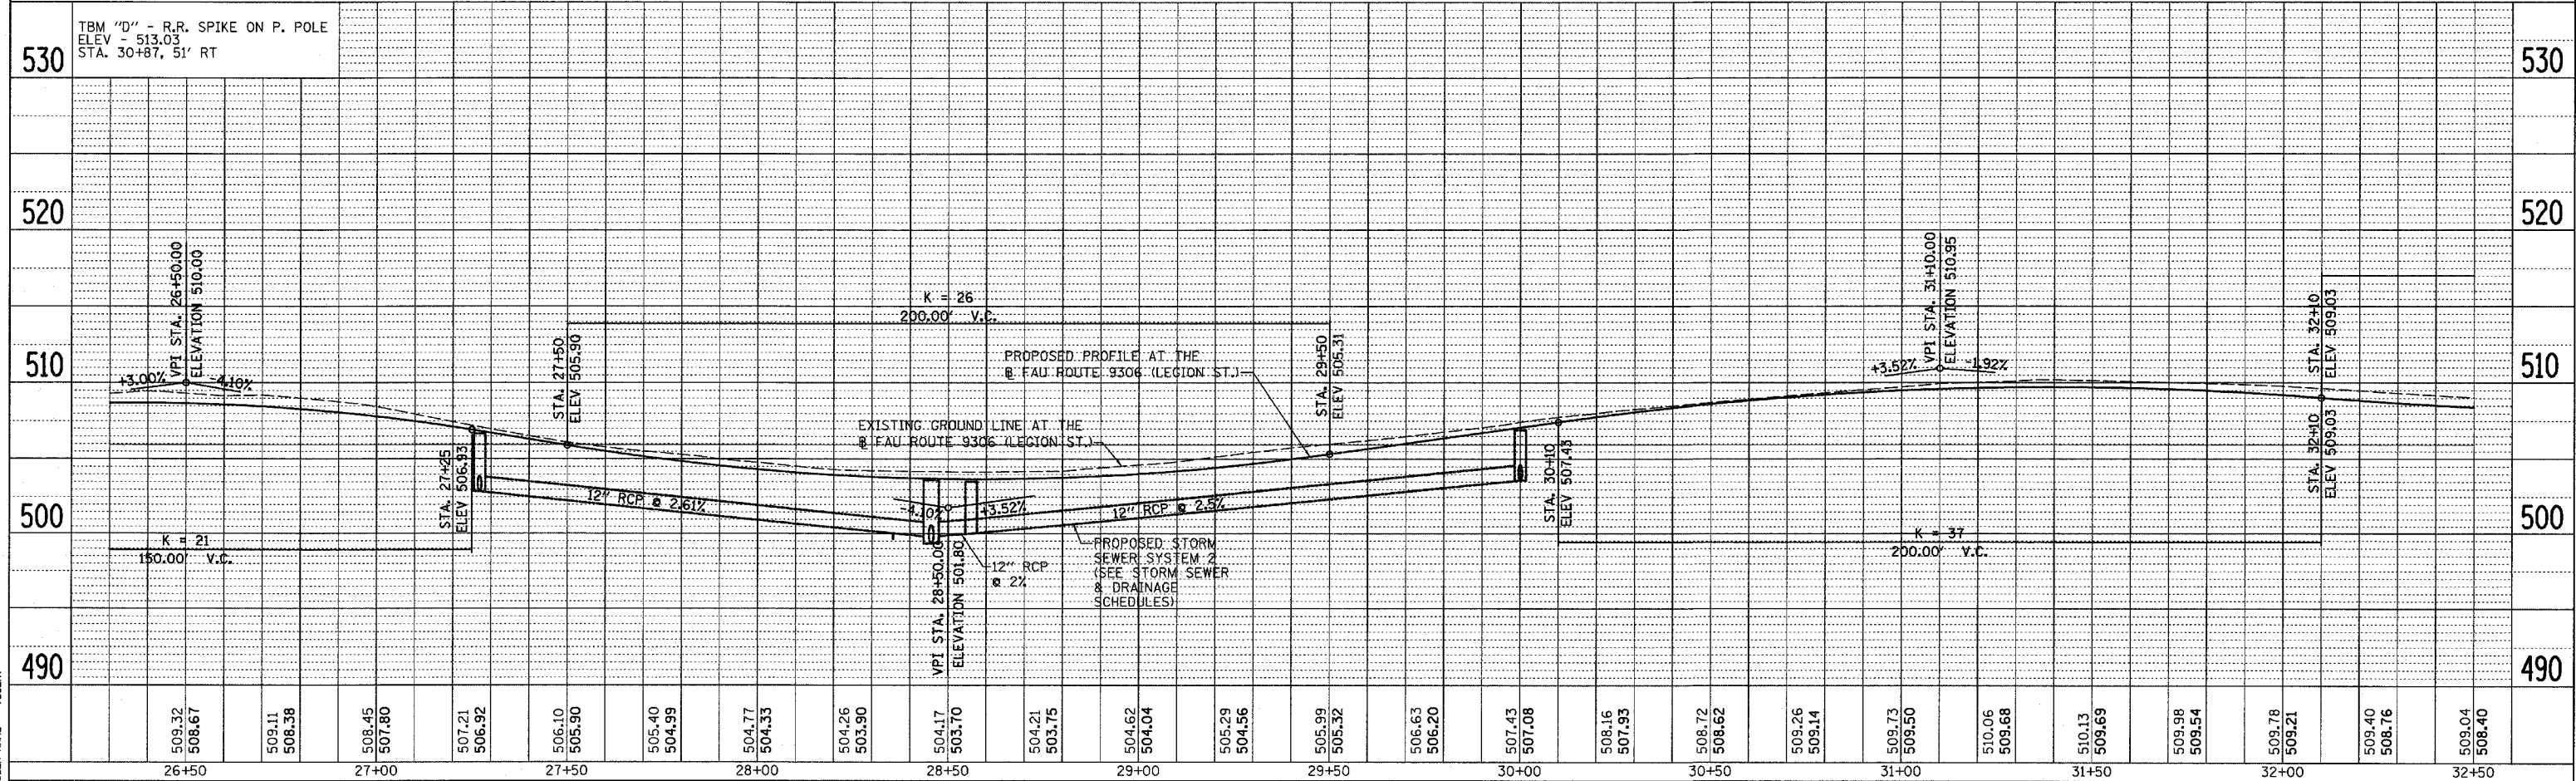 TBM "D" - R.R. SPIKE ON P. POLE
ELEV - 513.03
STA. 30+87, 51' RT
530
530
520
520
510
510
500
500
490
490
VPI STA. 26+50.00
ELEVATION 510.00
+3.00%
-4.10%
K = 21
150.00' V.C.
STA. 27+25
ELEV 506.93
STA. 27+50
ELEV 505.90
K = 26
200.00' V.C.
STA. 29+50
ELEV 505.31
PROPOSED PROFILE AT THE
℄ FAU ROUTE 9306 (LEGION ST.)
EXISTING GROUND LINE AT THE
℄ FAU ROUTE 9306 (LEGION ST.)
12" RCP @ 2.61%
-4.10%
+3.52%
12" RCP @ 2.5%
VPI STA. 28+50.00
ELEVATION 501.80
12" RCP
@ 2%
PROPOSED STORM
SEWER SYSTEM 2
(SEE STORM SEWER
& DRAINAGE
SCHEDULES)
STA. 30+10
ELEV 507.43
VPI STA. 31+10.00
ELEVATION 510.95
+3.52%
-1.92%
K = 37
200.00' V.C.
STA. 32+10
ELEV 509.03
STA. 32+10
ELEV 509.03
509.32
508.67
509.11
508.38
508.45
507.80
507.21
506.92
506.10
505.90
505.40
504.99
504.77
504.33
504.26
503.90
504.17
503.70
504.21
503.75
504.62
504.04
505.29
504.56
505.99
505.32
506.63
506.20
507.43
507.08
508.16
507.93
508.72
508.62
509.26
509.14
509.73
509.50
510.06
509.68
510.13
509.69
509.98
509.54
509.78
509.21
509.40
508.76
509.04
508.40
26+50
27+00
27+50
28+00
28+50
29+00
29+50
30+00
30+50
31+00
31+50
32+00
32+50